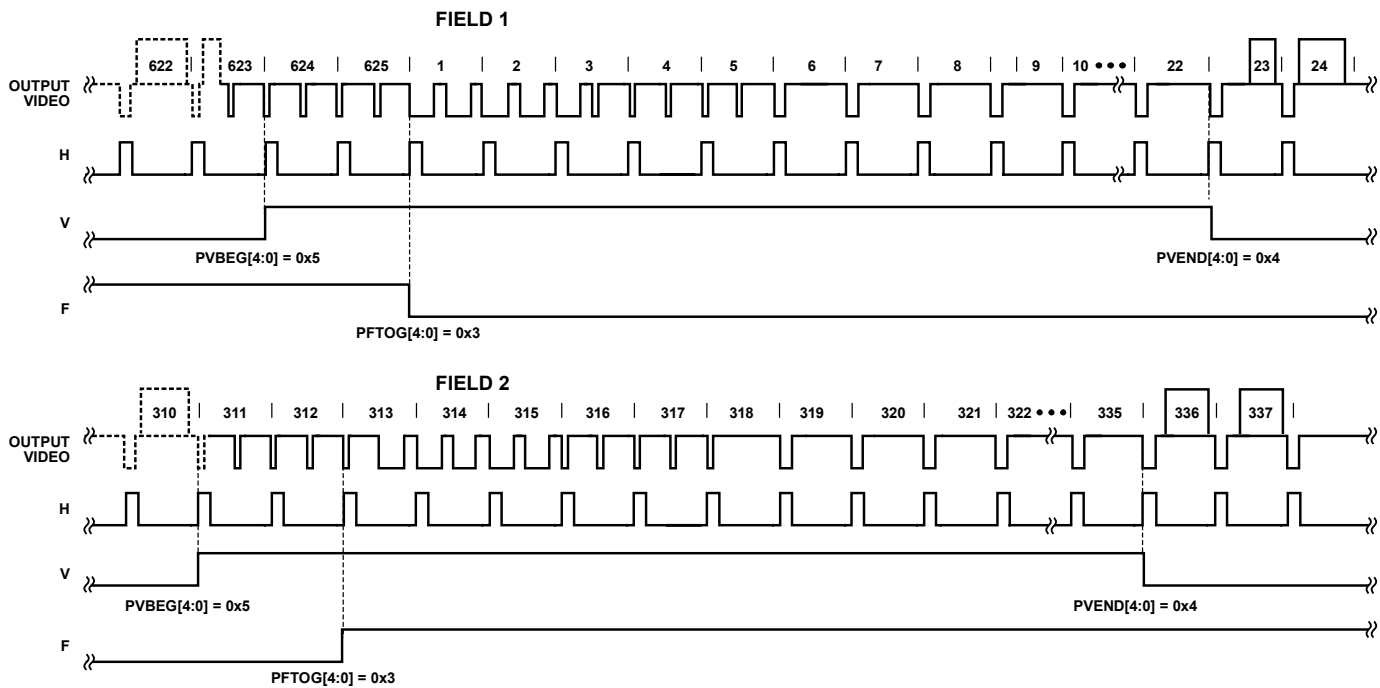 FIELD 1
622 623 624 625 1 2 3 4 5 6 7 8 9 10 ••• 22 23 24
OUTPUT
VIDEO
H
V
PVBEG[4:0] = 0x5 PVEND[4:0] = 0x4
F
PFTOG[4:0] = 0x3
FIELD 2
310 311 312 313 314 315 316 317 318 319 320 321 322 ••• 335 336 337
OUTPUT
VIDEO
H
V
PVBEG[4:0] = 0x5 PVEND[4:0] = 0x4
F
PFTOG[4:0] = 0x3